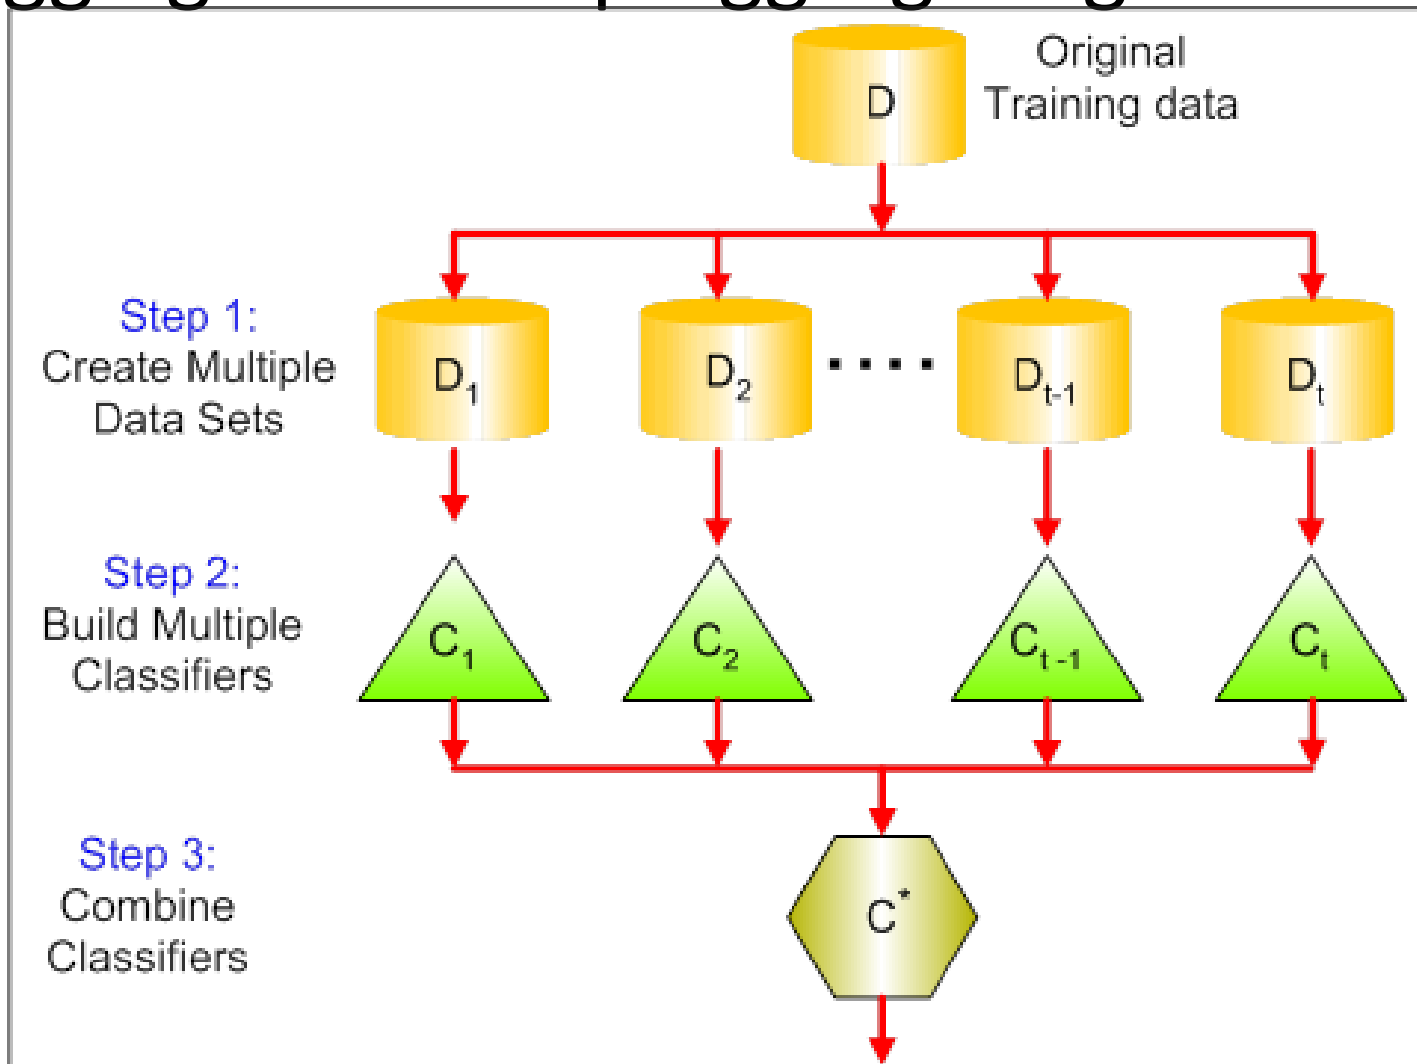 Original
Training data
D
Step 1:
Create Multiple
Data Sets
D1
D2
....
Dt-1
Dt
Step 2:
Build Multiple
Classifiers
C1
C2
Ct-1
Ct
Step 3:
Combine
Classifiers
C*